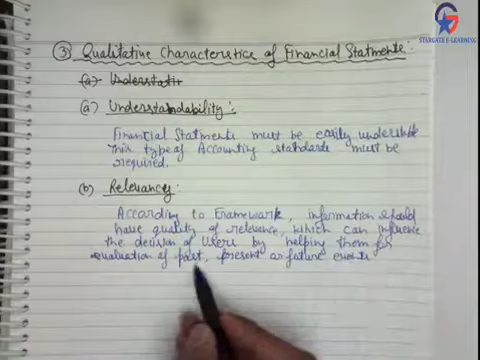 STARGATE E-LEARNING
③ Qualitative Characteristics of Financial Statments:
(a) Understati
(a) Understandability:
Financial Statments must be easily understable
This type of Accounting standards must be
required.
(b) Relevancy:
According to Framework, information should
have quality of relevance, which can influence
the decision of Users by helping them for
evaluation of past, present or future events